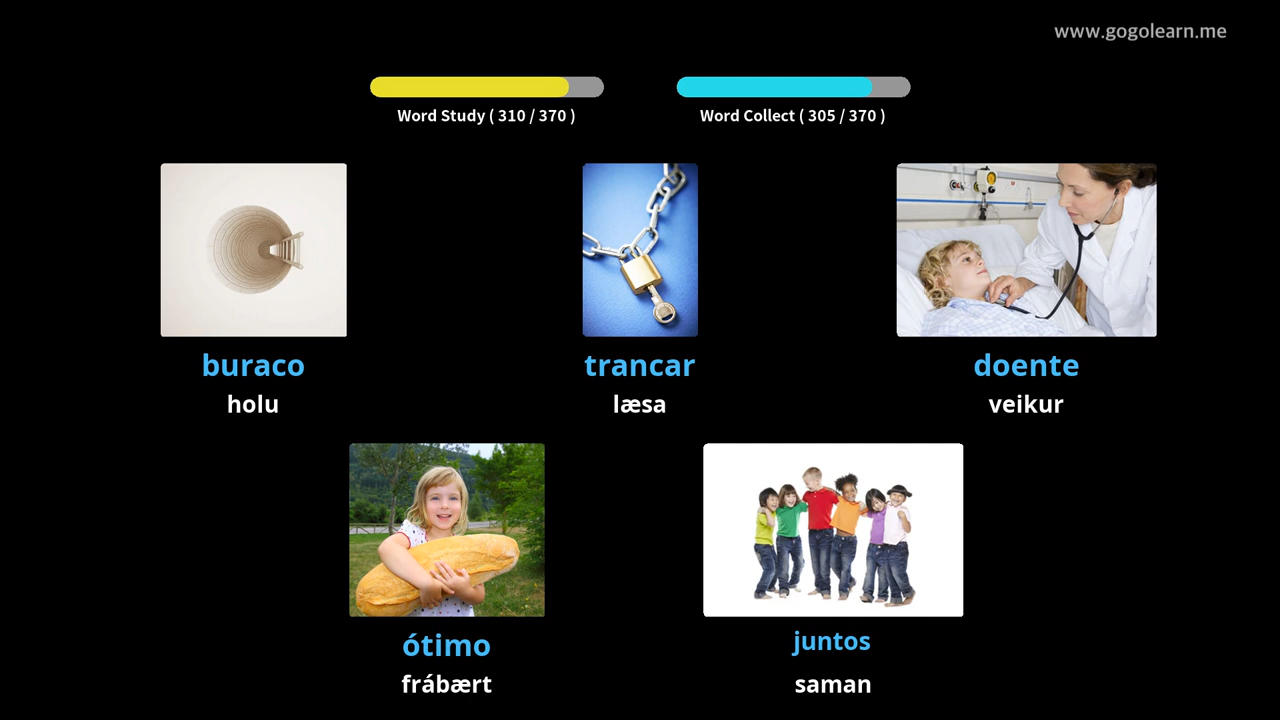 www.gogolearn.me
Word Study ( 310 / 370 )
Word Collect ( 305 / 370 )
buraco
holu
trancar
læsa
doente
veikur
ótimo
frábært
juntos
saman